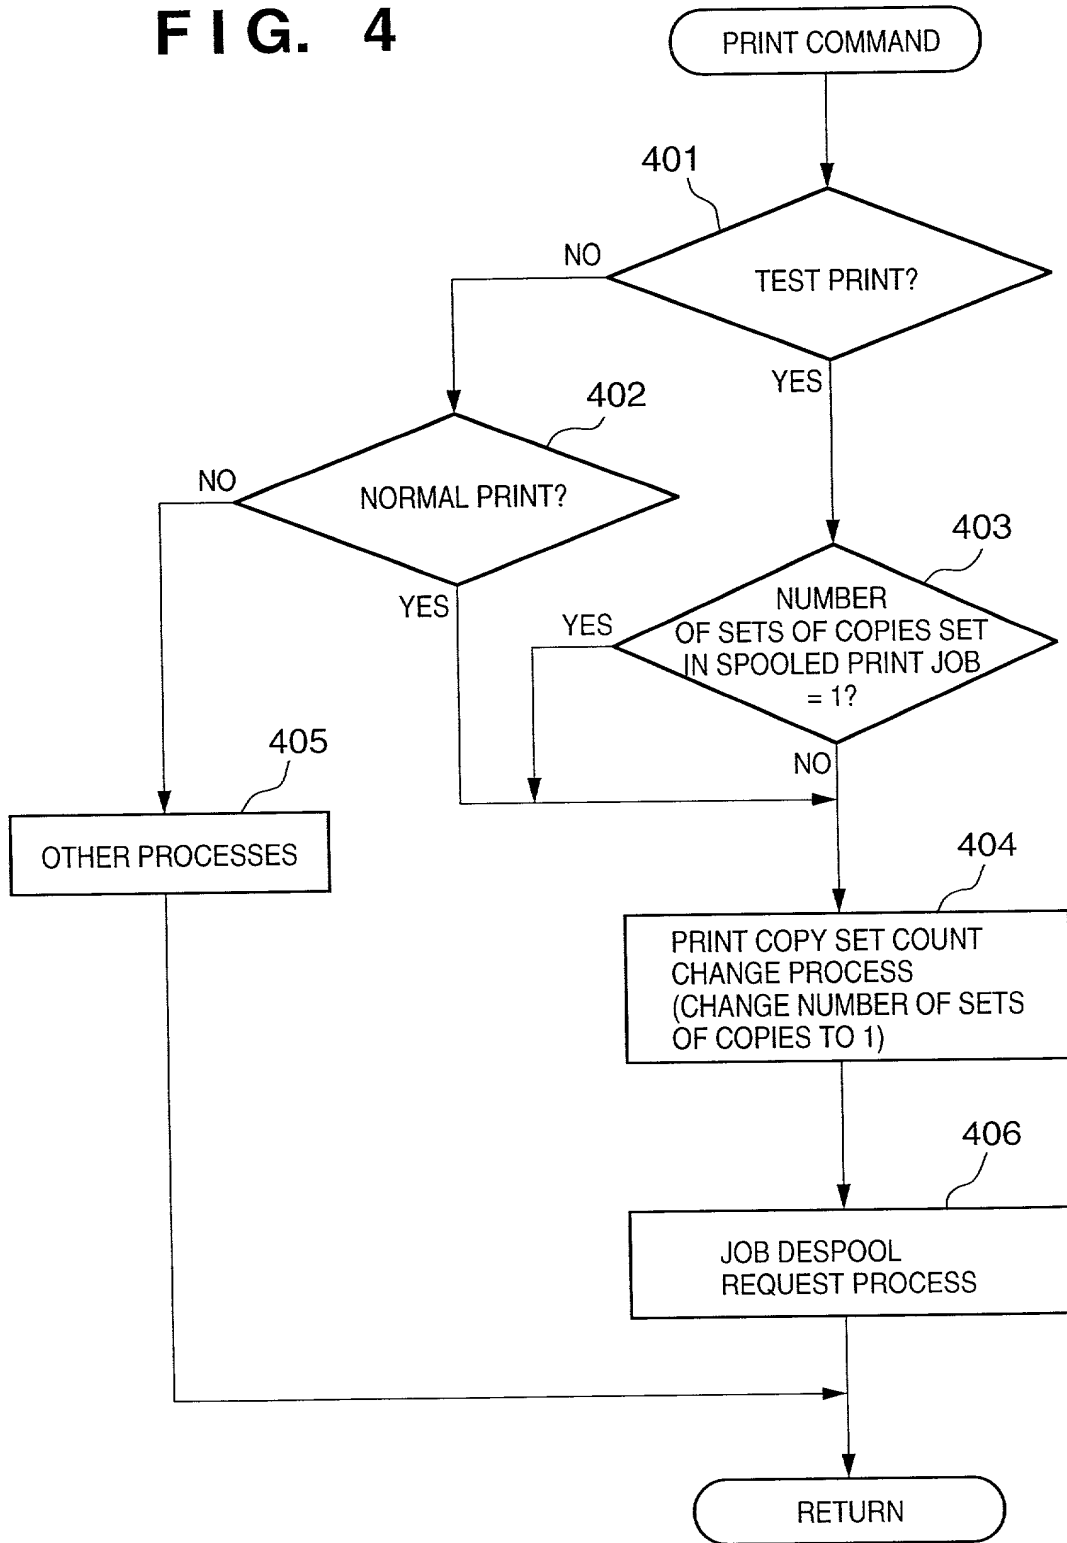 FIG. 4
PRINT COMMAND
401
TEST PRINT?
NO
YES
402
NORMAL PRINT?
NO
YES
403
NUMBER
OF SETS OF COPIES SET
IN SPOOLED PRINT JOB
= 1?
YES
NO
405
OTHER PROCESSES
404
PRINT COPY SET COUNT
CHANGE PROCESS
(CHANGE NUMBER OF SETS
OF COPIES TO 1)
406
JOB DESPOOL
REQUEST PROCESS
RETURN